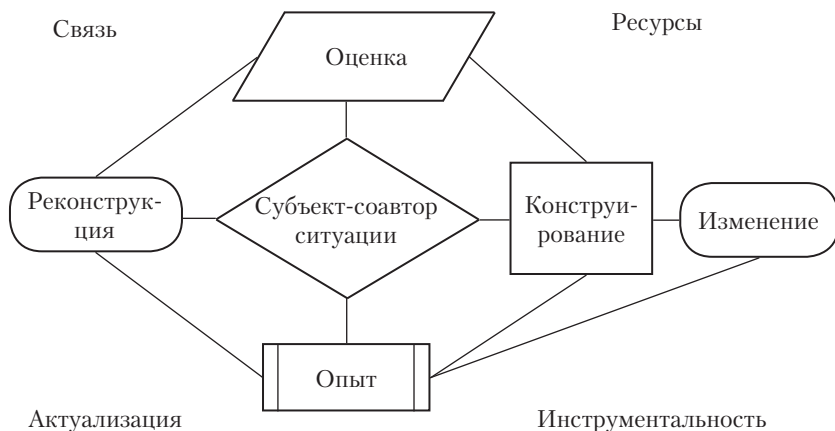 Связь
Ресурсы
Оценка
Реконструк-
ция
Субъект-соавтор
ситуации
Конструи-
рование
Изменение
Опыт
Актуализация
Инструментальность